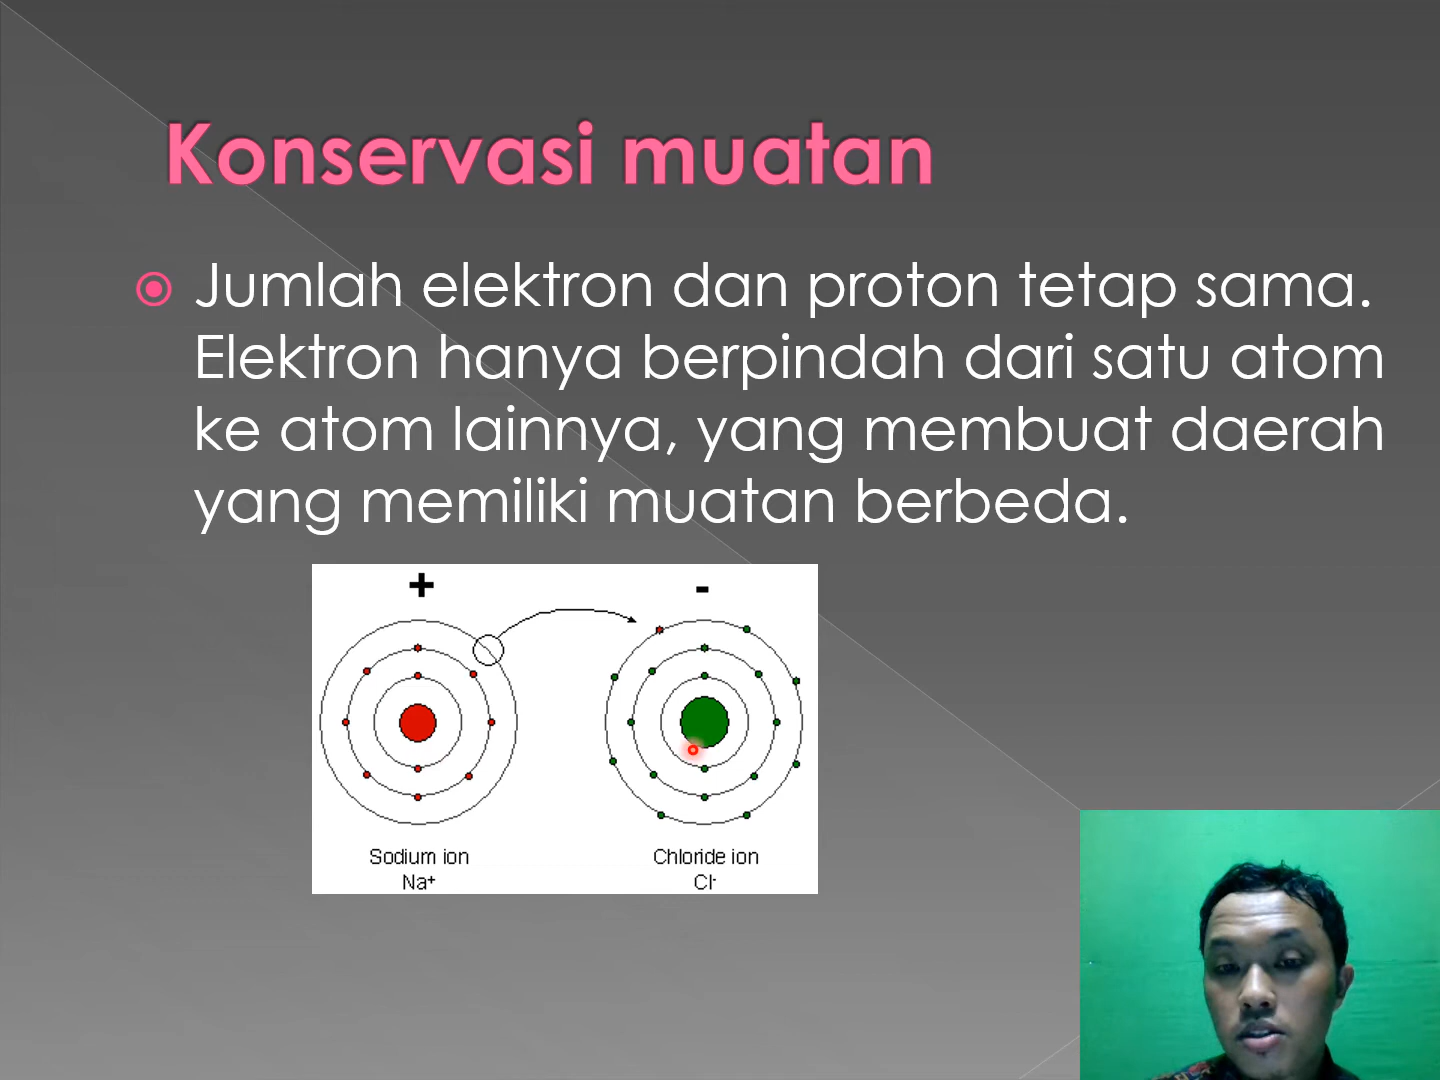 Konservasi muatan
Jumlah elektron dan proton tetap sama.
Elektron hanya berpindah dari satu atom
ke atom lainnya, yang membuat daerah
yang memiliki muatan berbeda.
+ -
Sodium ion Chloride ion
Na⁺ Cl⁻